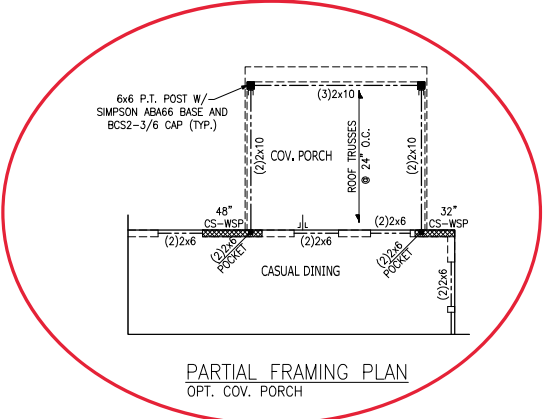 6x6 P.T. POST W/
SIMPSON ABA66 BASE AND
BCS2-3/6 CAP (TYP.)
(3)2x10
(2)2x10
COV. PORCH
ROOF TRUSSES
@ 24" O.C.
(2)2x10
48"
CS-WSP
(2)2x6
(2)2x6
POCKET
(2)2x6
(2)2x6
32"
CS-WSP
(2)2x6
POCKET
CASUAL DINING
(2)2x6
PARTIAL FRAMING PLAN
OPT. COV. PORCH